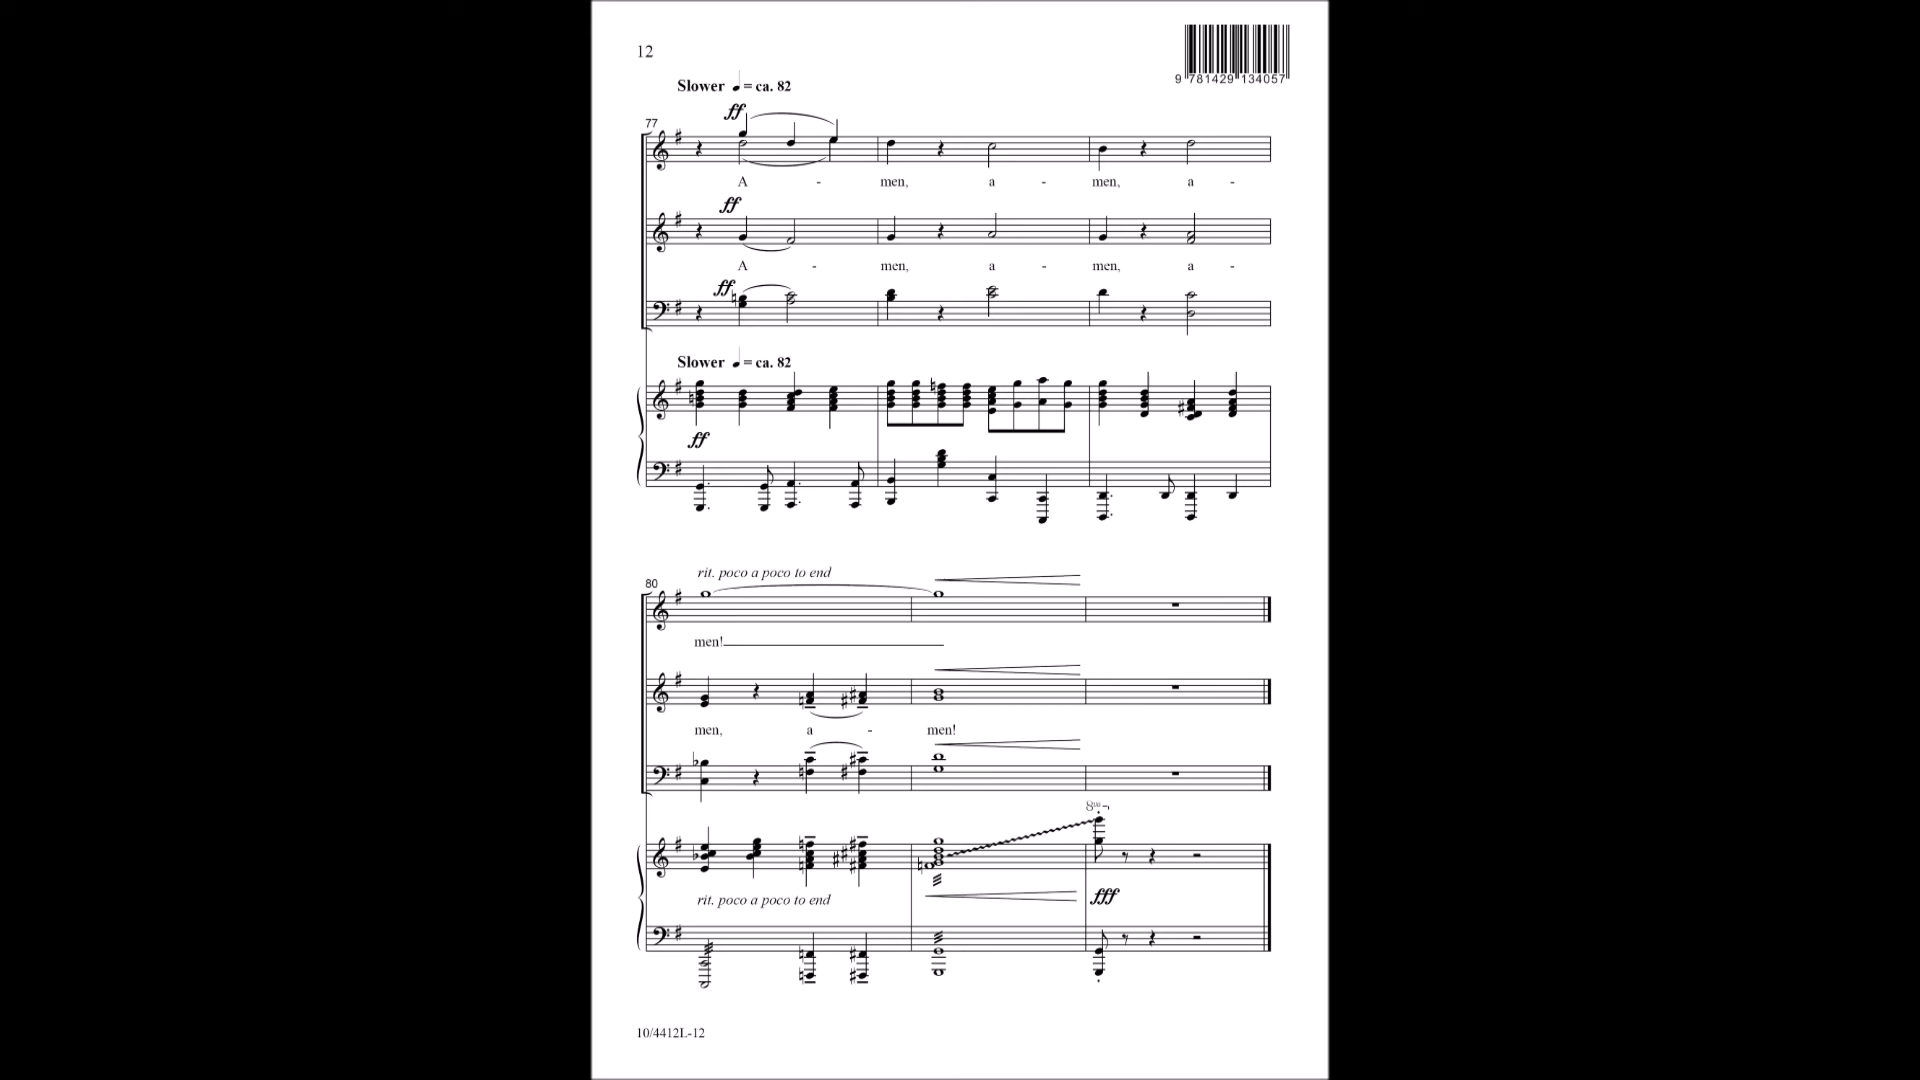 12
9 781429 134057
Slower ♩ = ca. 82
ff
77
A - men, a - men, a -
ff
A - men, a - men, a -
ff
Slower ♩ = ca. 82
ff
rit. poco a poco to end
80
men!
men, a - men!
8va
rit. poco a poco to end
fff
10/4412L-12